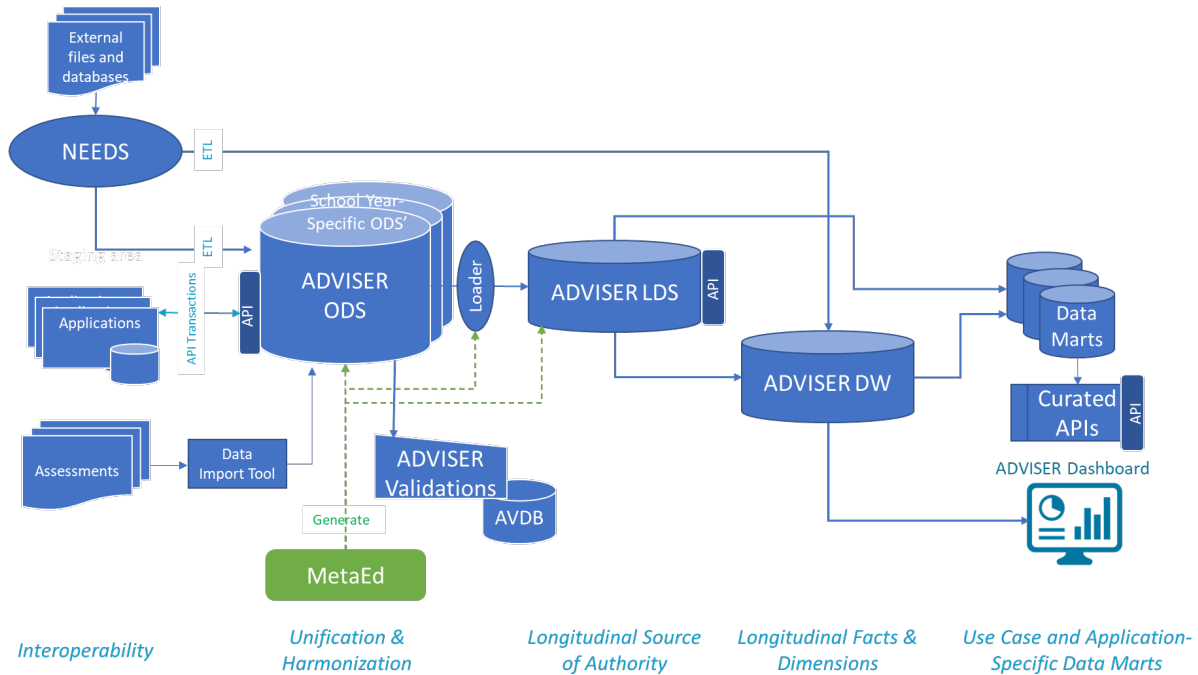 External
files and
databases
NEEDS
ETL
School Year-
Specific ODS'
ETL
Staging area
ADVISER
ODS
API
Loader
ADVISER LDS
API
Applications
API Transactions
Data
Marts
ADVISER DW
Curated
APIs
API
Assessments
Data
Import Tool
ADVISER
Validations
AVDB
ADVISER Dashboard
Generate
MetaEd
Interoperability
Unification &
Harmonization
Longitudinal Source
of Authority
Longitudinal Facts &
Dimensions
Use Case and Application-
Specific Data Marts